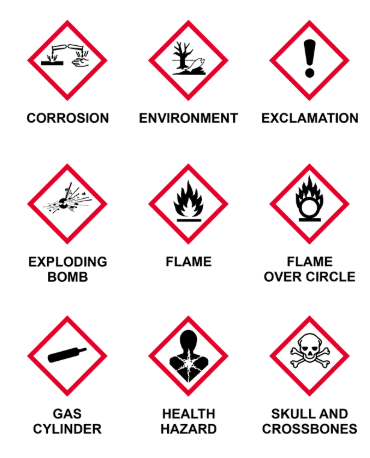 CORROSION ENVIRONMENT EXCLAMATION
EXPLODING FLAME FLAME
BOMB OVER CIRCLE
GAS HEALTH SKULL AND
CYLINDER HAZARD CROSSBONES